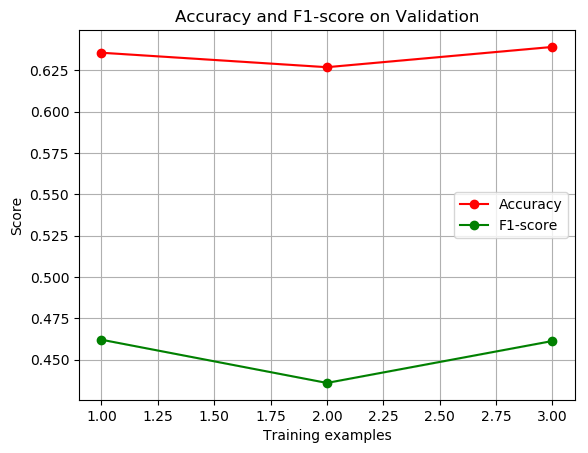 Accuracy and F1-score on Validation
0.625
0.600
0.575
0.550
0.525
0.500
0.475
0.450
Score
Accuracy
F1-score
1.00 1.25 1.50 1.75 2.00 2.25 2.50 2.75 3.00
Training examples